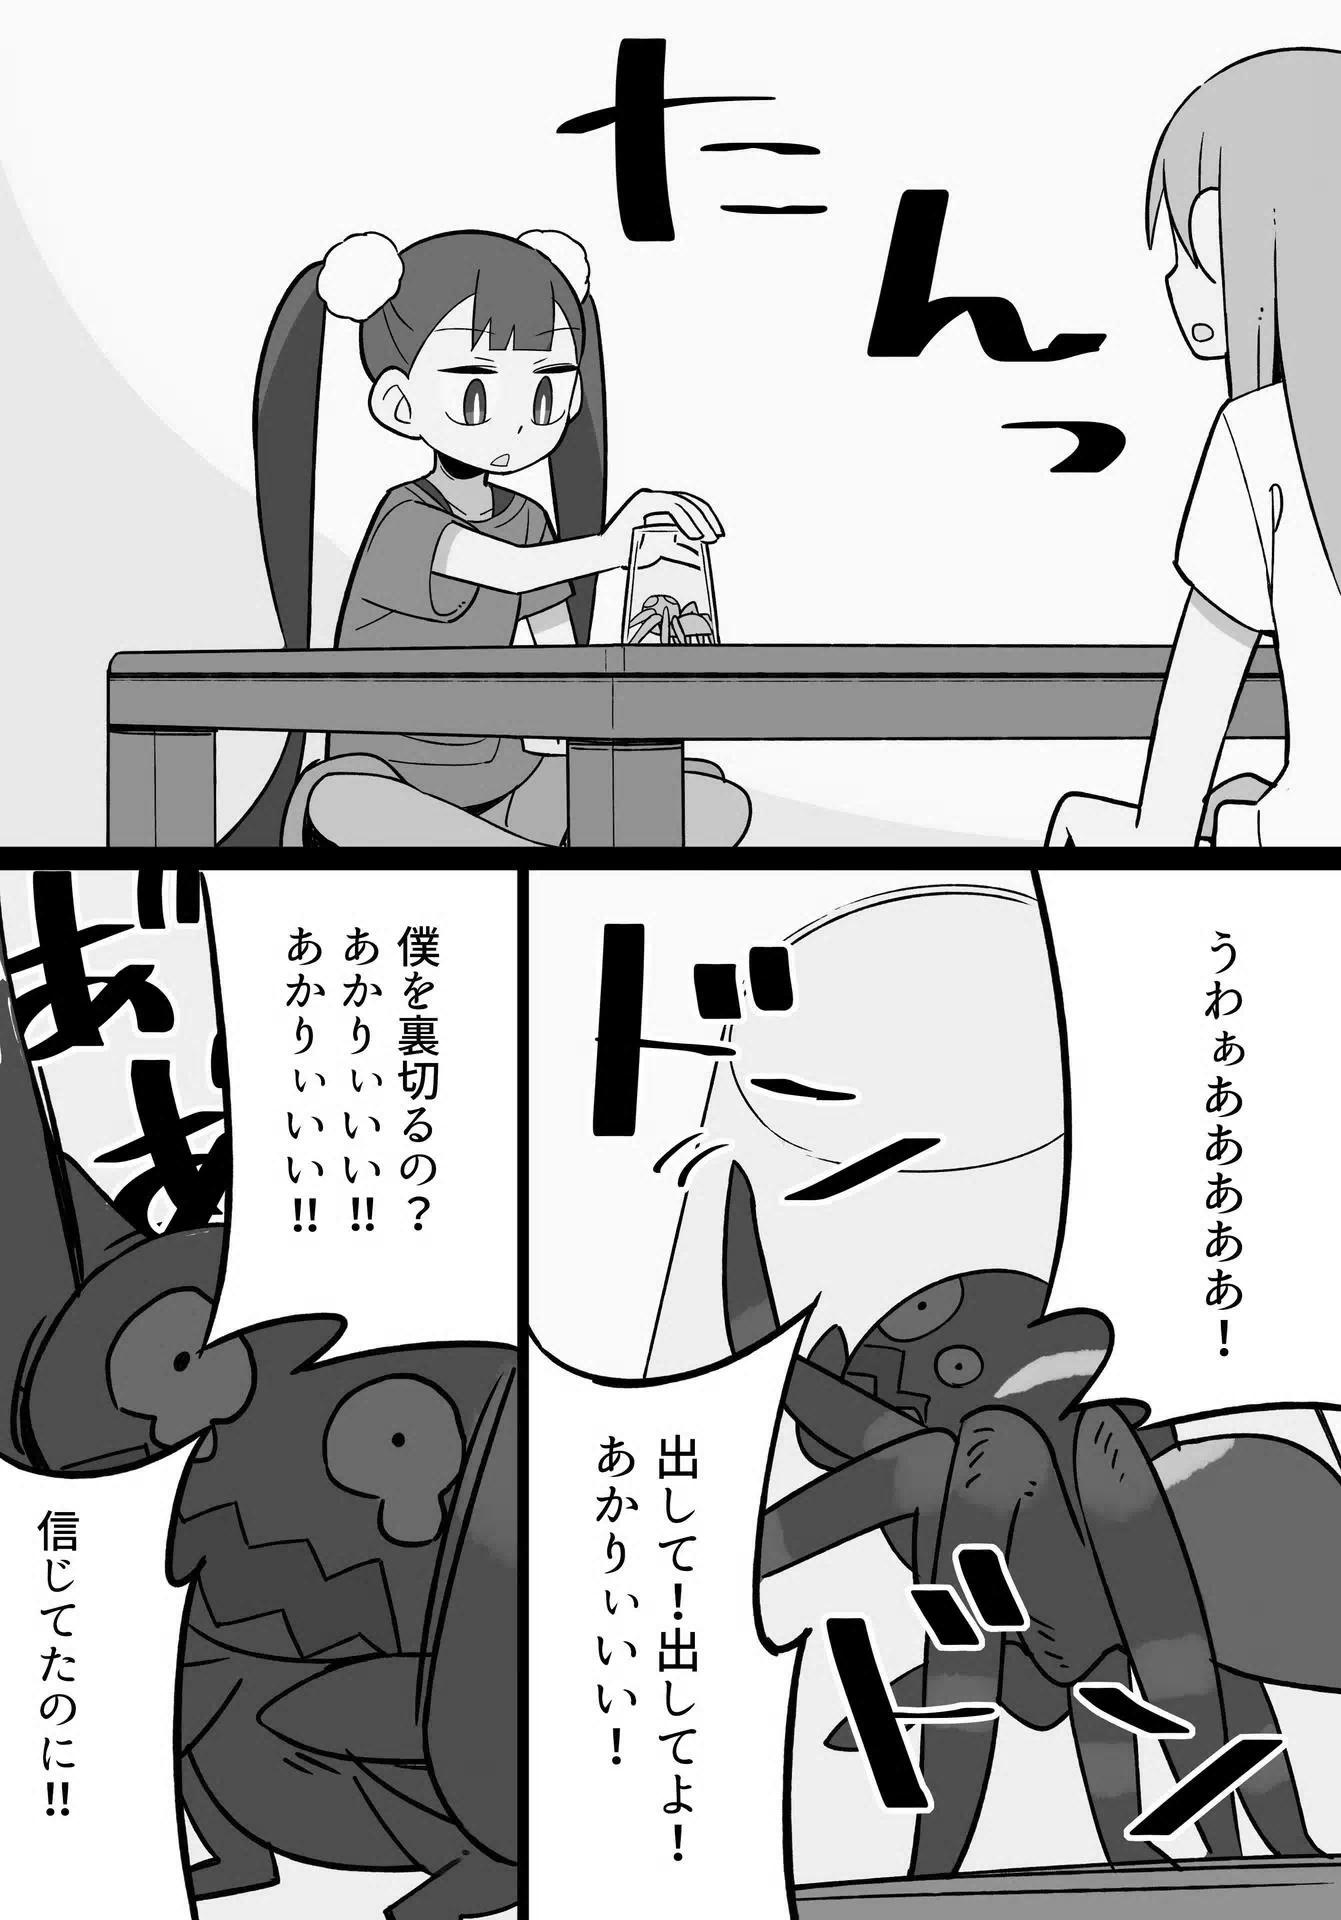 たんっ
うわぁあああああ！
ドン
出して！出してよ！
あかりぃいい！
ドンッ
僕を裏切るの？
あかりぃいい!!
あかりぃいい!!
信じてたのに!!